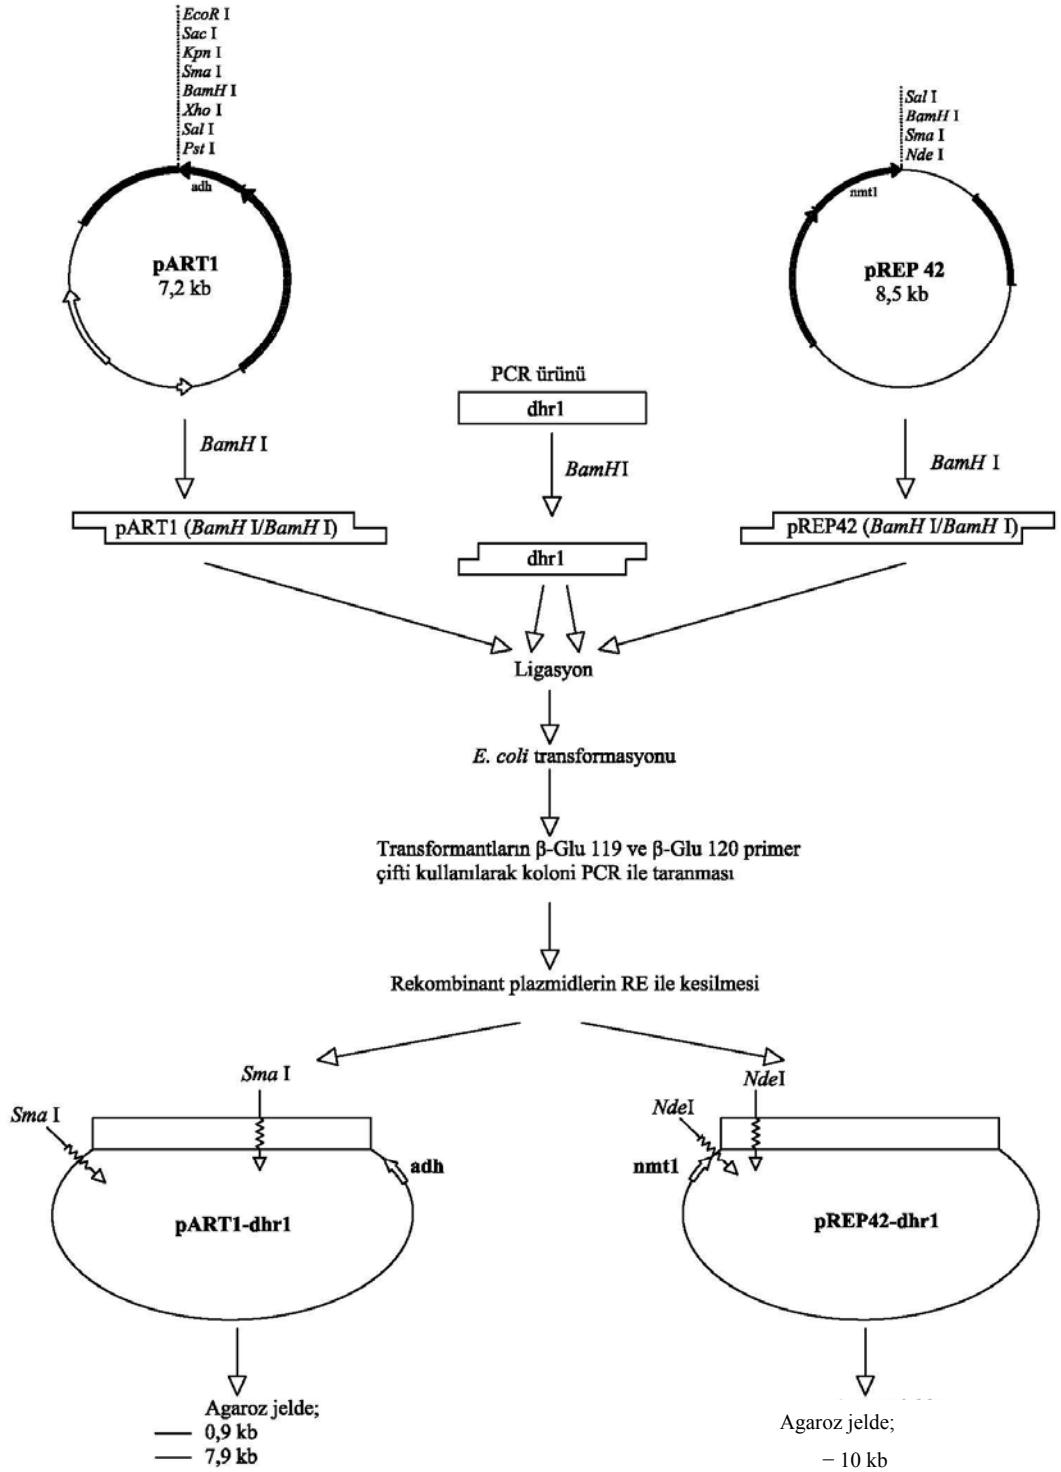 EcoR I
Sac I
Kpn I
Sma I
BamH I
Xho I
Sal I
Pst I
adh
pART1
7,2 kb
Sal I
BamH I
Sma I
Nde I
nmt1
pREP 42
8,5 kb
PCR ürünü
dhr1
BamH I
BamHI
BamH I
pART1 (BamH I/BamH I)
dhr1
pREP42 (BamH I/BamH I)
Ligasyon
E. coli transformasyonu
Transformantların β-Glu 119 ve β-Glu 120 primer
çifti kullanılarak koloni PCR ile taranması
Rekombinant plazmidlerin RE ile kesilmesi
Sma I
Sma I
adh
pART1-dhr1
NdeI
NdeI
nmt1
pREP42-dhr1
Agaroz jelde;
0,9 kb
7,9 kb
Agaroz jelde;
− 10 kb